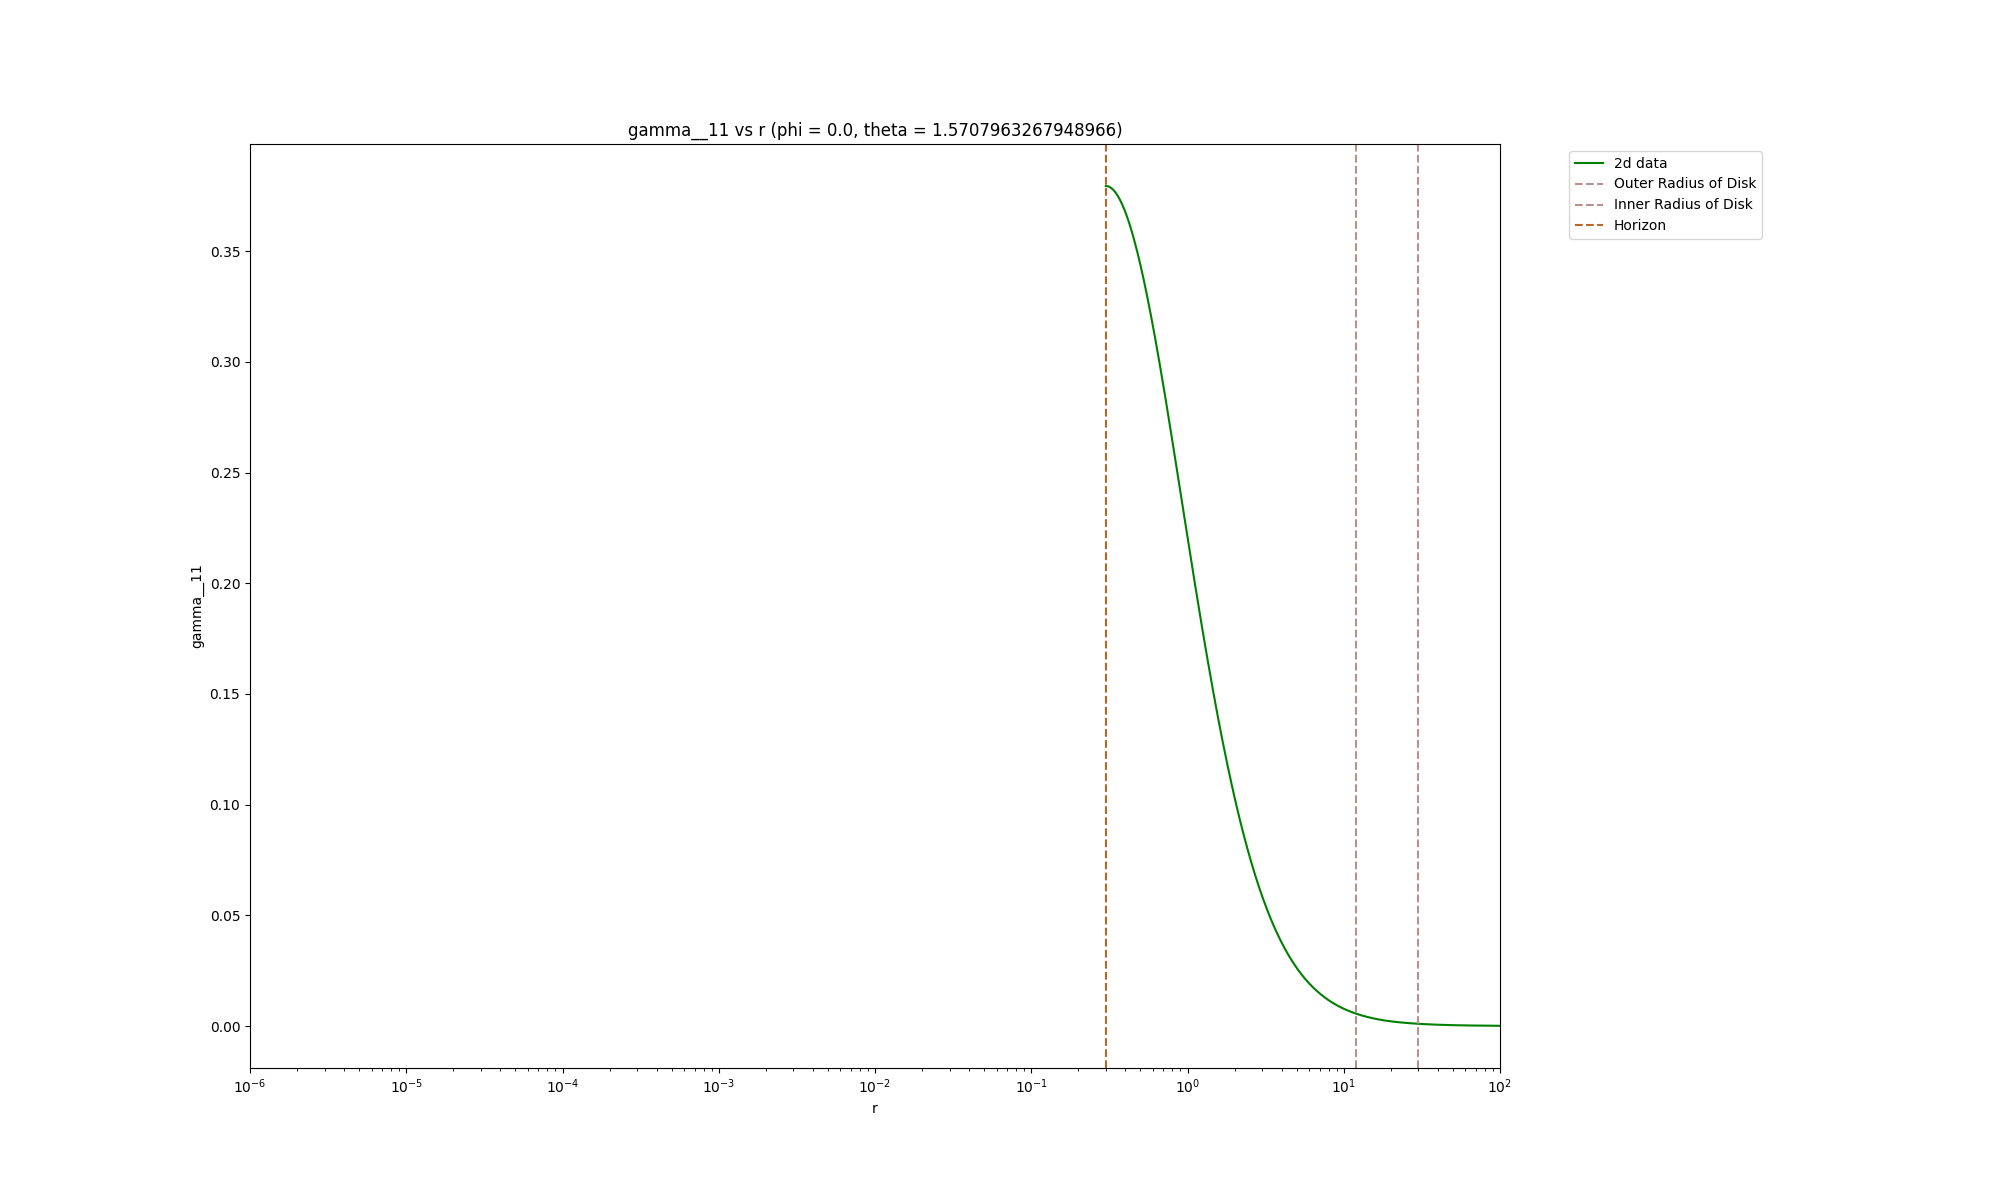 gamma__11 vs r (phi = 0.0, theta = 1.5707963267948966)
2d data
Outer Radius of Disk
Inner Radius of Disk
Horizon
0.35
0.30
0.25
0.20
0.15
0.10
0.05
0.00
gamma__11
10⁻⁶ 10⁻⁵ 10⁻⁴ 10⁻³ 10⁻² 10⁻¹ 10⁰ 10¹ 10²
r